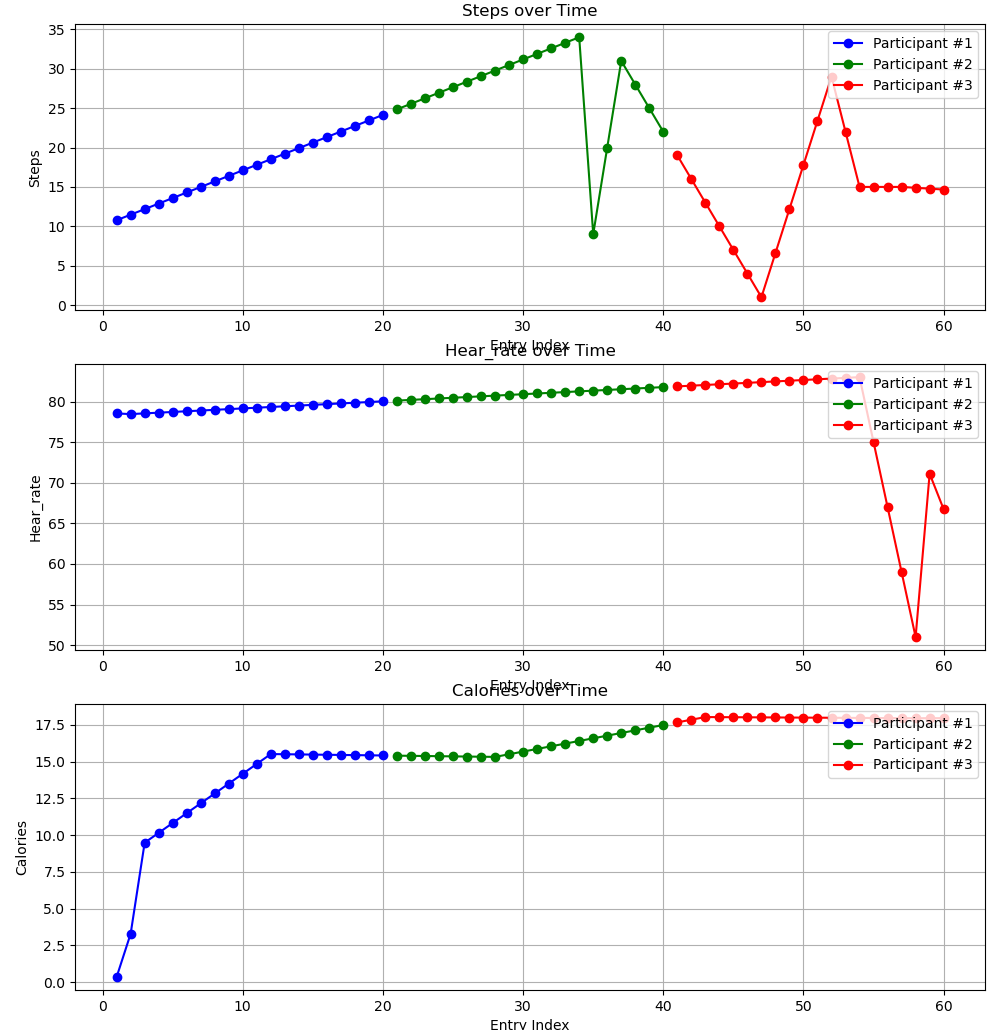 Steps over Time
35
30
25
20
15
10
5
0
Steps
Participant #1
Participant #2
Participant #3
0 10 20 30 40 50 60
Entry Index
Hear_rate over Time
80
75
70
65
60
55
50
Hear_rate
Participant #1
Participant #2
Participant #3
0 10 20 30 40 50 60
Entry Index
Calories over Time
17.5
15.0
12.5
10.0
7.5
5.0
2.5
0.0
Calories
Participant #1
Participant #2
Participant #3
0 10 20 30 40 50 60
Entry Index